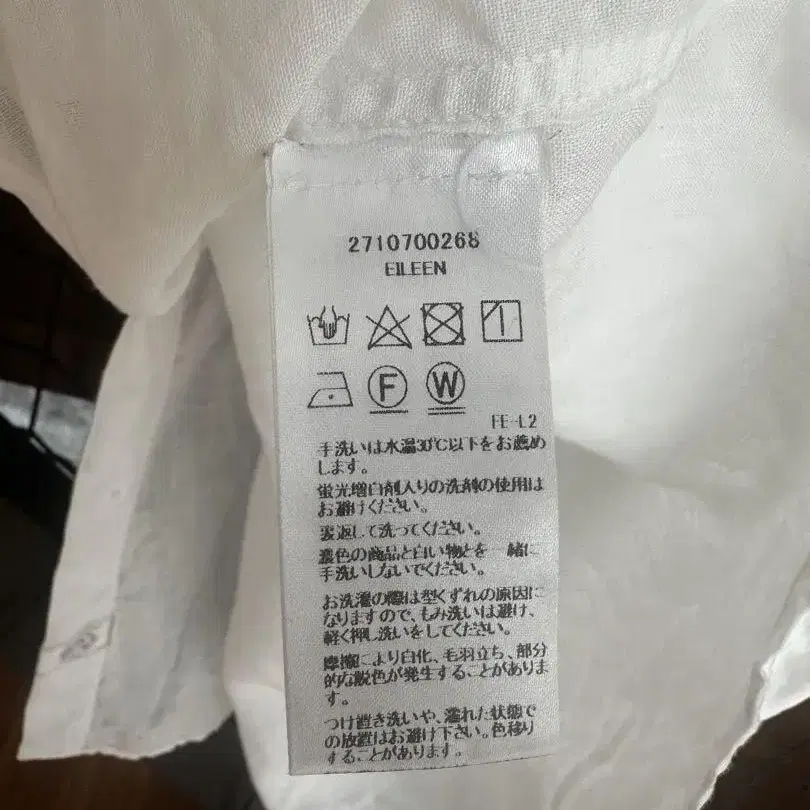 2710700268
EILEEN
F W
FE-L2
手洗いは水温30℃以下をお薦め
します。
蛍光増白剤入りの洗剤の使用は
お避けください。
裏返して洗ってください。
濃色の商品と白い物とを一緒に
手洗いしないでください。
お洗濯の際は型くずれの原因に
なりますので、もみ洗いは避け、
軽く押し洗いをしてください。
摩擦により白化、毛羽立ち、部分
的な脱色が発生することがありま
す。
つけ置き洗いや、濡れた状態で
の放置はお避け下さい。色移り
することがあります。